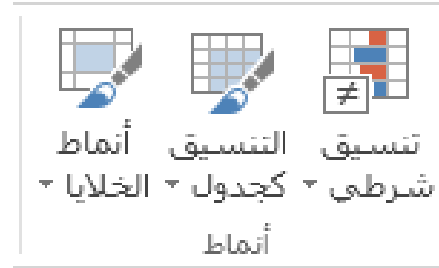 تنسيق
شرطي
التنسيق
كجدول
أنماط
الخلايا
أنماط